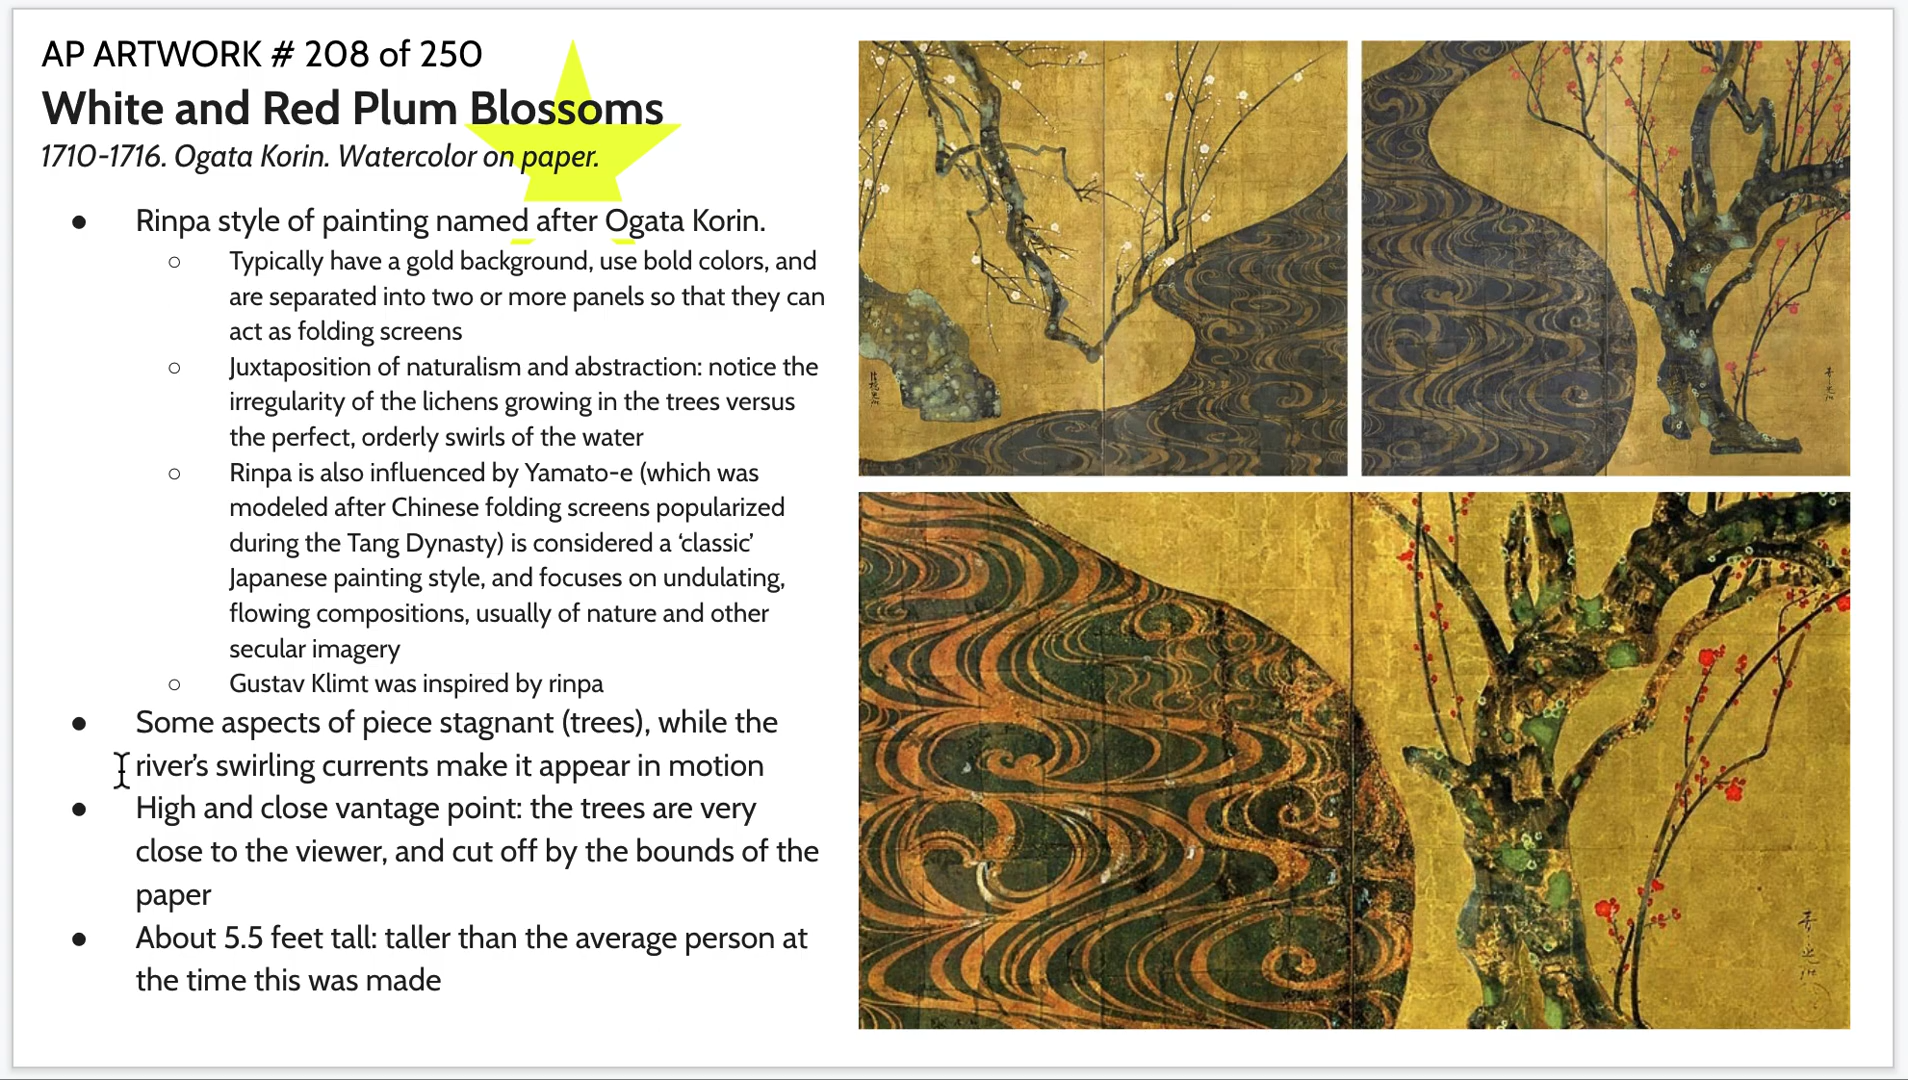 AP ARTWORK # 208 of 250
White and Red Plum Blossoms
1710-1716. Ogata Korin. Watercolor on paper.
● Rinpa style of painting named after Ogata Korin.
○ Typically have a gold background, use bold colors, and
are separated into two or more panels so that they can
act as folding screens
○ Juxtaposition of naturalism and abstraction: notice the
irregularity of the lichens growing in the trees versus
the perfect, orderly swirls of the water
○ Rinpa is also influenced by Yamato-e (which was
modeled after Chinese folding screens popularized
during the Tang Dynasty) is considered a ‘classic’
Japanese painting style, and focuses on undulating,
flowing compositions, usually of nature and other
secular imagery
○ Gustav Klimt was inspired by rinpa
● Some aspects of piece stagnant (trees), while the
river’s swirling currents make it appear in motion
● High and close vantage point: the trees are very
close to the viewer, and cut off by the bounds of the
paper
● About 5.5 feet tall: taller than the average person at
the time this was made